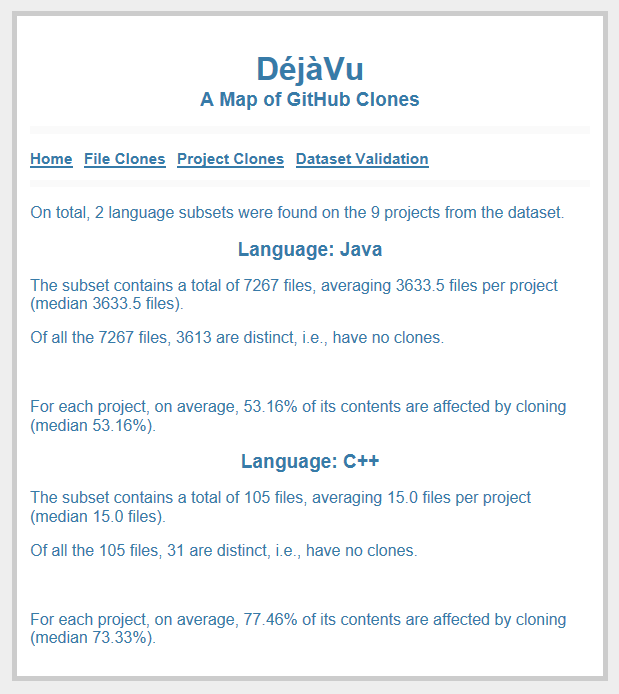 DéjàVu
A Map of GitHub Clones
Home File Clones Project Clones Dataset Validation
On total, 2 language subsets were found on the 9 projects from the dataset.
Language: Java
The subset contains a total of 7267 files, averaging 3633.5 files per project
(median 3633.5 files).
Of all the 7267 files, 3613 are distinct, i.e., have no clones.
For each project, on average, 53.16% of its contents are affected by cloning
(median 53.16%).
Language: C++
The subset contains a total of 105 files, averaging 15.0 files per project
(median 15.0 files).
Of all the 105 files, 31 are distinct, i.e., have no clones.
For each project, on average, 77.46% of its contents are affected by cloning
(median 73.33%).